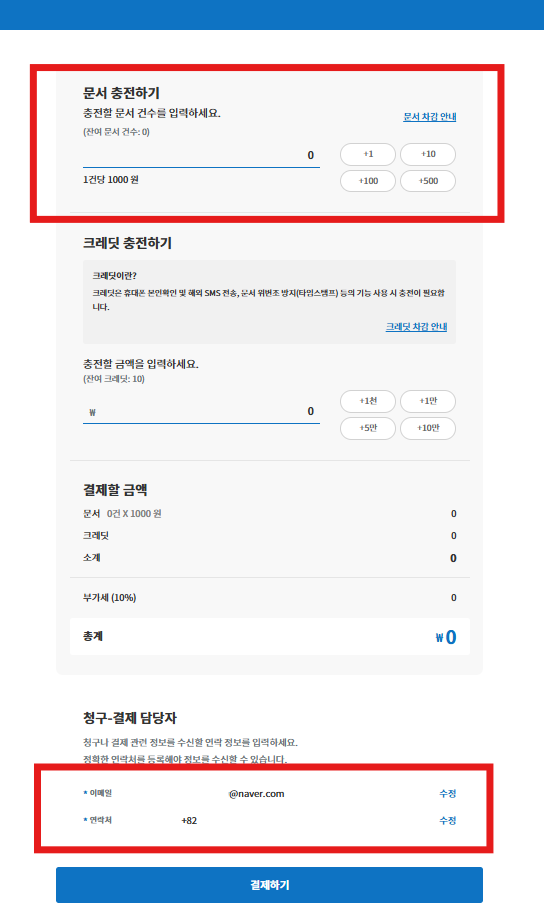 문서 충전하기
충전할 문서 건수를 입력하세요.
문서 차감 안내
(잔여 문서 건수: 0)
0
+1
+10
1건당 1000 원
+100
+500
크레딧 충전하기
크레딧이란?
크레딧은 휴대폰 본인확인 및 해외 SMS 전송, 문서 위변조 방지(타임스탬프) 등의 기능 사용 시 충전이 필요합
니다.
크레딧 차감 안내
충전할 금액을 입력하세요.
(잔여 크레딧: 10)
₩ 0
+1천
+1만
+5만
+10만
결제할 금액
문서 0건 X 1000 원 0
크레딧 0
소계 0
부가세 (10%) 0
총계 ₩ 0
청구-결제 담당자
청구나 결제 관련 정보를 수신할 연락 정보를 입력하세요.
정확한 연락처를 등록해야 정보를 수신할 수 있습니다.
* 이메일 @naver.com 수정
* 연락처 +82 수정
결제하기